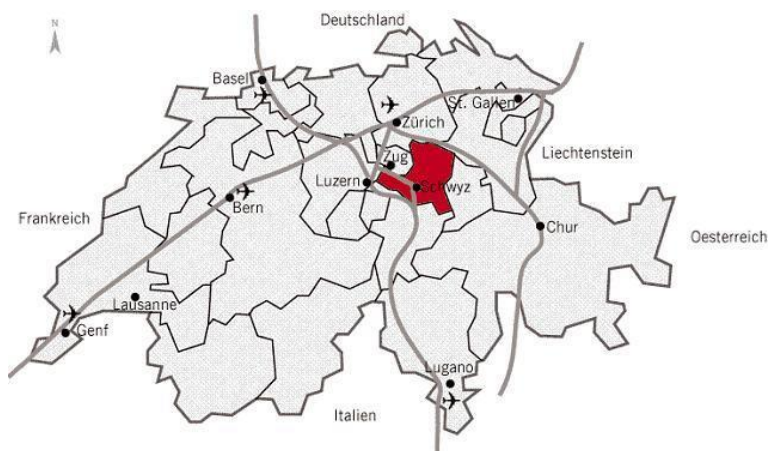 Deutschland
N
Basel
St. Gallen
Zürich
Liechtenstein
Zug
Luzern
Schwyz
Bern
Frankreich
Chur
Oesterreich
Lausanne
Genf
Lugano
Italien